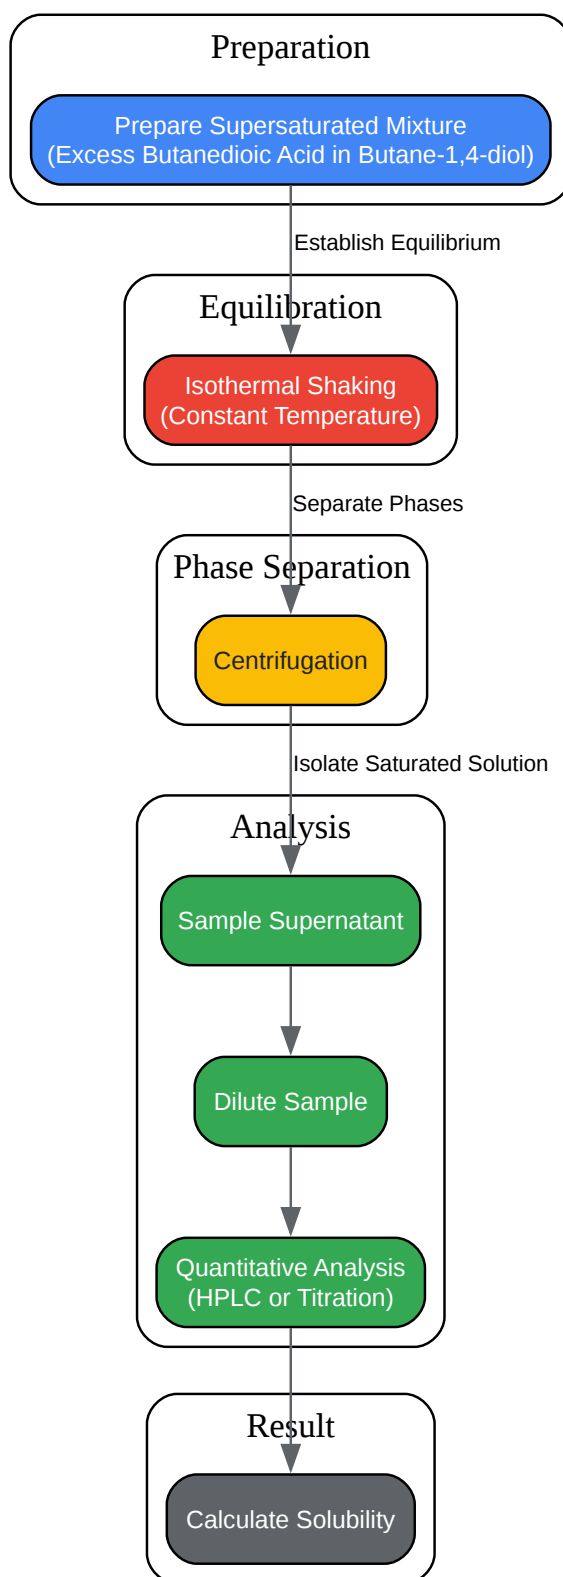 Preparation
Prepare Supersaturated Mixture
(Excess Butanedioic Acid in Butane-1,4-diol)
Establish Equilibrium
Equilibration
Isothermal Shaking
(Constant Temperature)
Separate Phases
Phase Separation
Centrifugation
Isolate Saturated Solution
Analysis
Sample Supernatant
Dilute Sample
Quantitative Analysis
(HPLC or Titration)
Result
Calculate Solubility